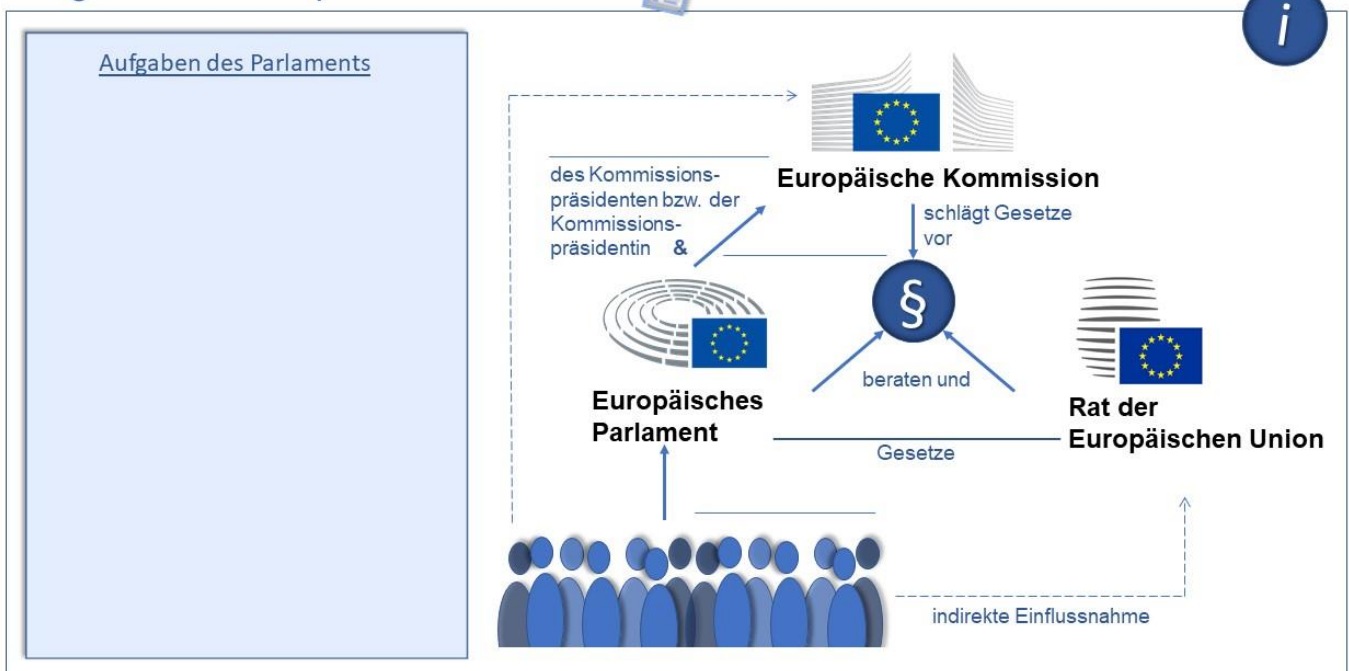 Aufgaben des Parlaments
i
Europäische Kommission
des Kommissions-
präsidenten bzw. der
Kommissions-
präsidentin &
schlägt Gesetze
vor
§
beraten und
Europäisches
Parlament
Rat der
Europäischen Union
Gesetze
indirekte Einflussnahme